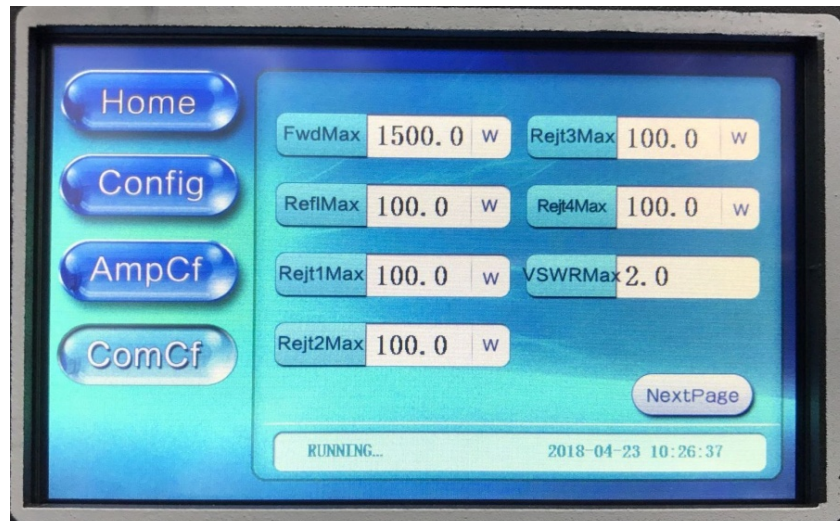 Home
Config
AmpCf
ComCf
FwdMax 1500.0 W
ReflMax 100.0 W
Rejt1Max 100.0 W
Rejt2Max 100.0 W
Rejt3Max 100.0 W
Rejt4Max 100.0 W
VSWRMax 2.0
NextPage
RUNNING... 2018-04-23 10:26:37